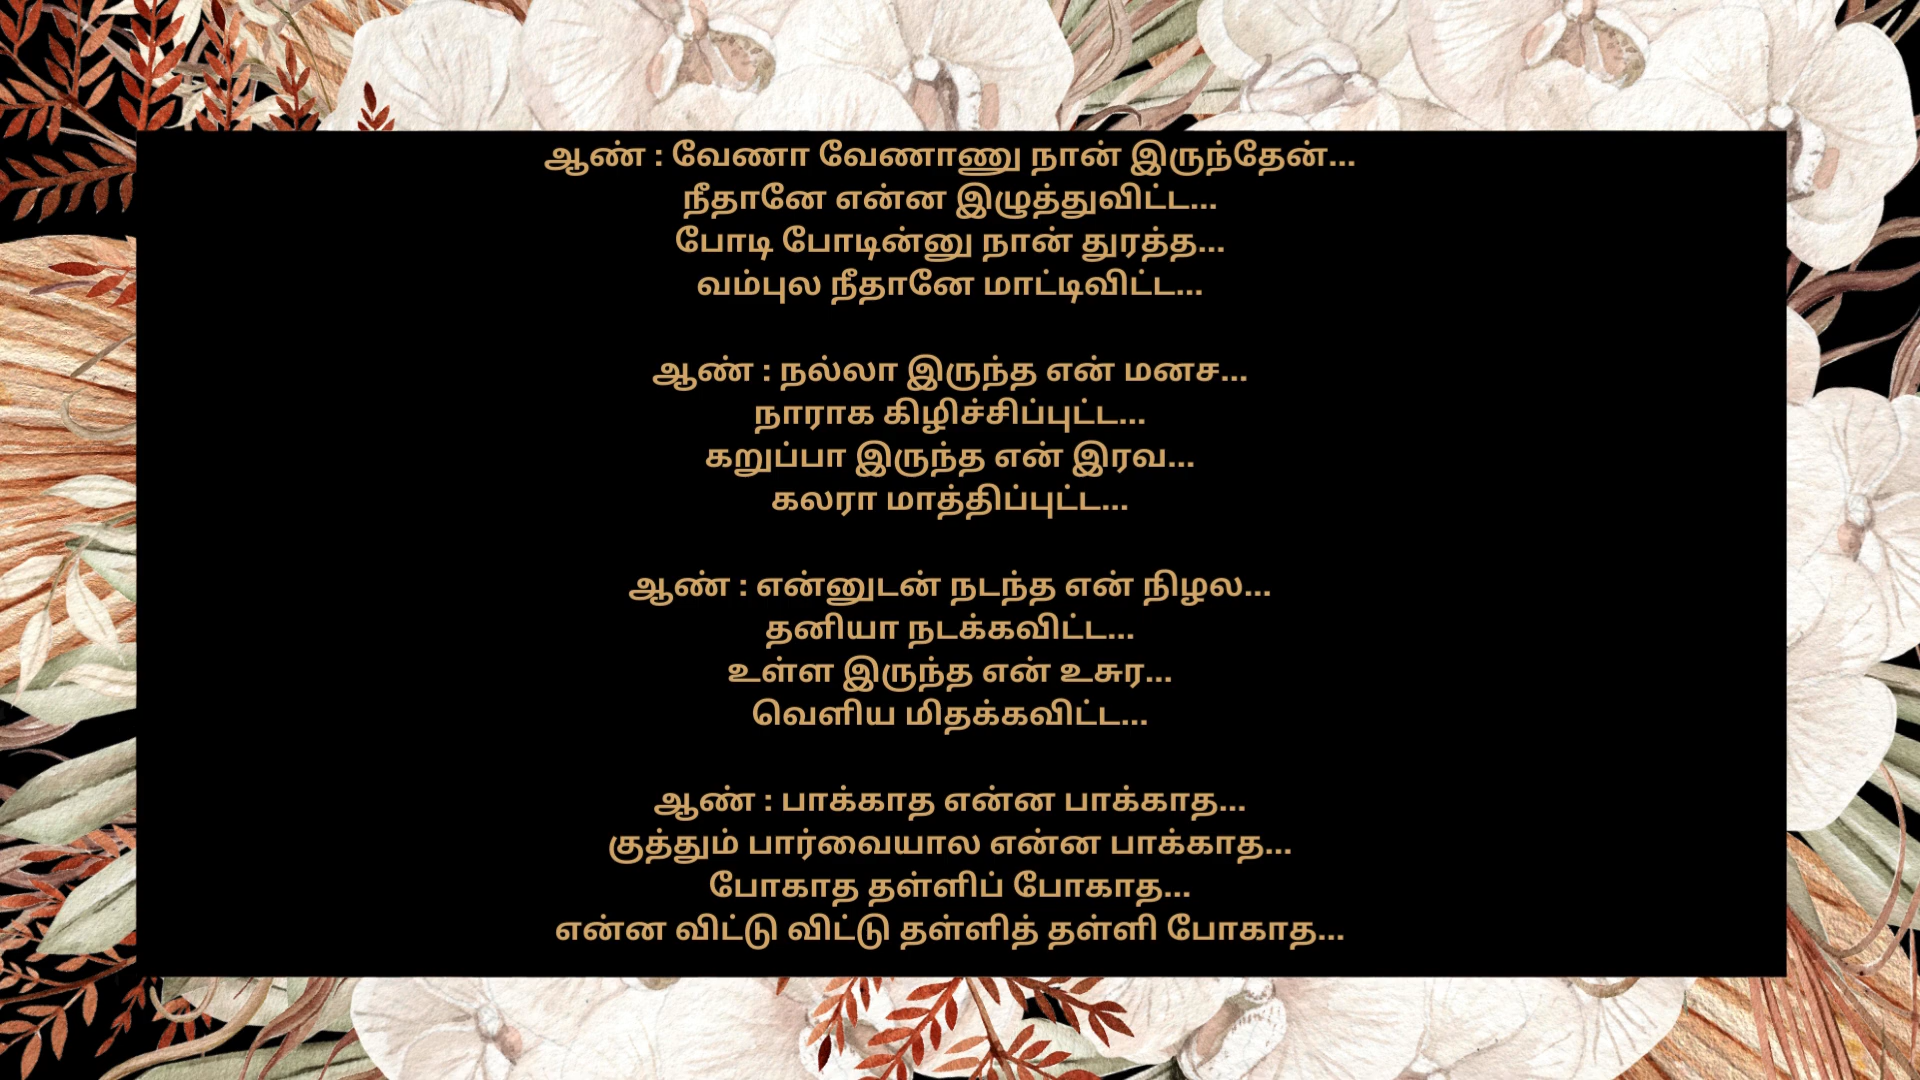 ஆண் : வேணா வேணாணு நான் இருந்தேன்...
நீதானே என்ன இழுத்துவிட்ட...
போடி போடின்னு நான் துரத்த...
வம்புல நீதானே மாட்டிவிட்ட...
ஆண் : நல்லா இருந்த என் மனச...
நாராக கிழிச்சிப்புட்ட...
கறுப்பா இருந்த என் இரவ...
கலரா மாத்திப்புட்ட...
ஆண் : என்னுடன் நடந்த என் நிழல...
தனியா நடக்கவிட்ட...
உள்ள இருந்த என் உசுர...
வெளிய மிதக்கவிட்ட...
ஆண் : பாக்காத என்ன பாக்காத...
குத்தும் பார்வையால என்ன பாக்காத...
போகாத தள்ளிப் போகாத...
என்ன விட்டு விட்டு தள்ளித் தள்ளி போகாத...